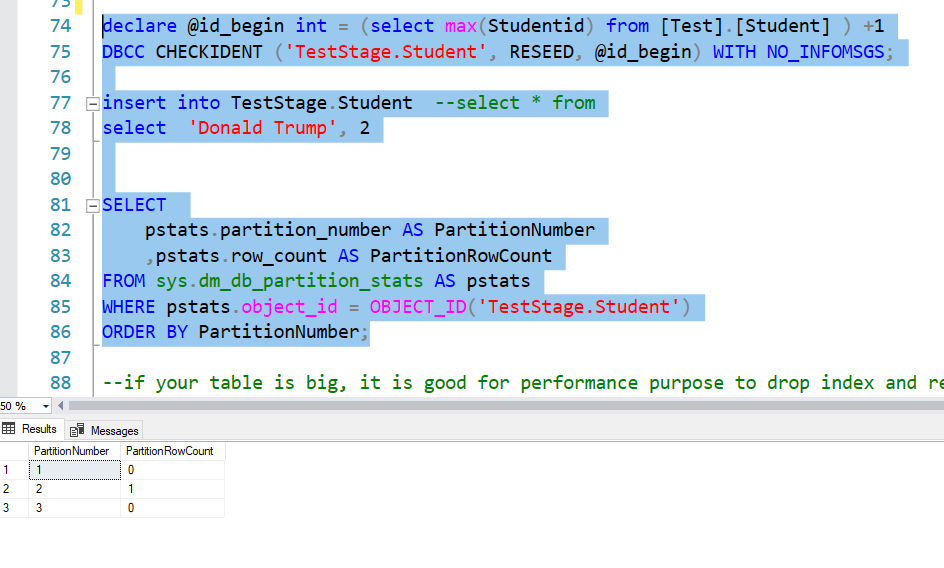 73
74 declare @id_begin int = (select max(Studentid) from [Test].[Student] ) +1
75 DBCC CHECKIDENT ('TestStage.Student', RESEED, @id_begin) WITH NO_INFOMSGS;
76
77 insert into TestStage.Student --select * from
78 select 'Donald Trump', 2
79
80
81 SELECT
82 pstats.partition_number AS PartitionNumber
83 ,pstats.row_count AS PartitionRowCount
84 FROM sys.dm_db_partition_stats AS pstats
85 WHERE pstats.object_id = OBJECT_ID('TestStage.Student')
86 ORDER BY PartitionNumber;
87
88 --if your table is big, it is good for performance purpose to drop index and re
50 %
Results Messages
PartitionNumber PartitionRowCount
1 1 0
2 2 1
3 3 0